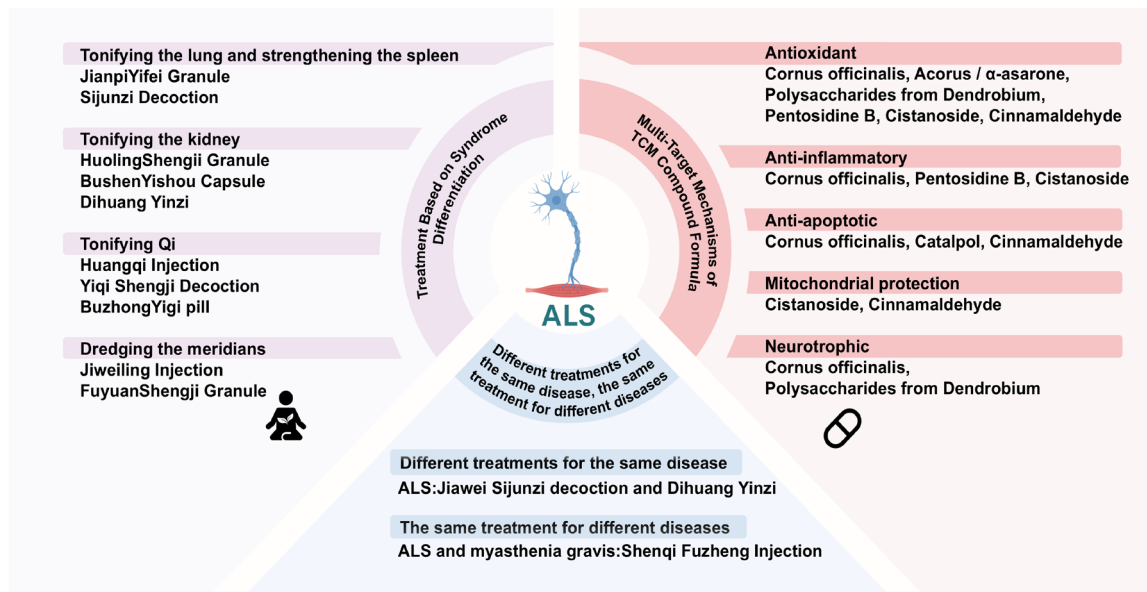 Tonifying the lung and strengthening the spleen
JianpiYifei Granule
Sijunzi Decoction
Tonifying the kidney
HuolingShengii Granule
BushenYishou Capsule
Dihuang Yinzi
Tonifying Qi
Huangqi Injection
Yiqi Shengji Decoction
BuzhongYigi pill
Dredging the meridians
Jiweiling Injection
FuyuanShengji Granule
Treatment Based on Syndrome
Differentiation
ALS
Multi-Target Mechanisms of
TCM Compound Formula
Antioxidant
Cornus officinalis, Acorus / α-asarone,
Polysaccharides from Dendrobium,
Pentosidine B, Cistanoside, Cinnamaldehyde
Anti-inflammatory
Cornus officinalis, Pentosidine B, Cistanoside
Anti-apoptotic
Cornus officinalis, Catalpol, Cinnamaldehyde
Mitochondrial protection
Cistanoside, Cinnamaldehyde
Neurotrophic
Cornus officinalis,
Polysaccharides from Dendrobium
Different treatments for
the same disease, the same
treatment for different diseases
Different treatments for the same disease
ALS:Jiawei Sijunzi decoction and Dihuang Yinzi
The same treatment for different diseases
ALS and myasthenia gravis:Shenqi Fuzheng Injection